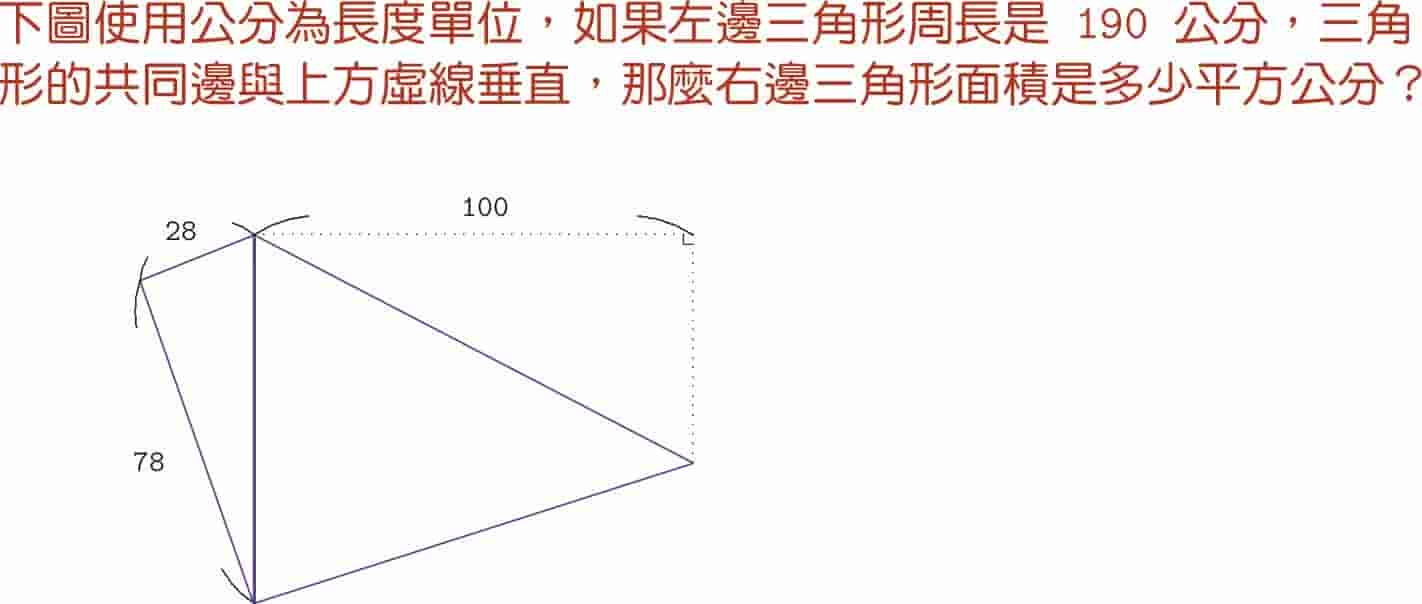 下圖使用公分為長度單位，如果左邊三角形周長是 190 公分，三角
形的共同邊與上方虛線垂直，那麼右邊三角形面積是多少平方公分？
100
28
78